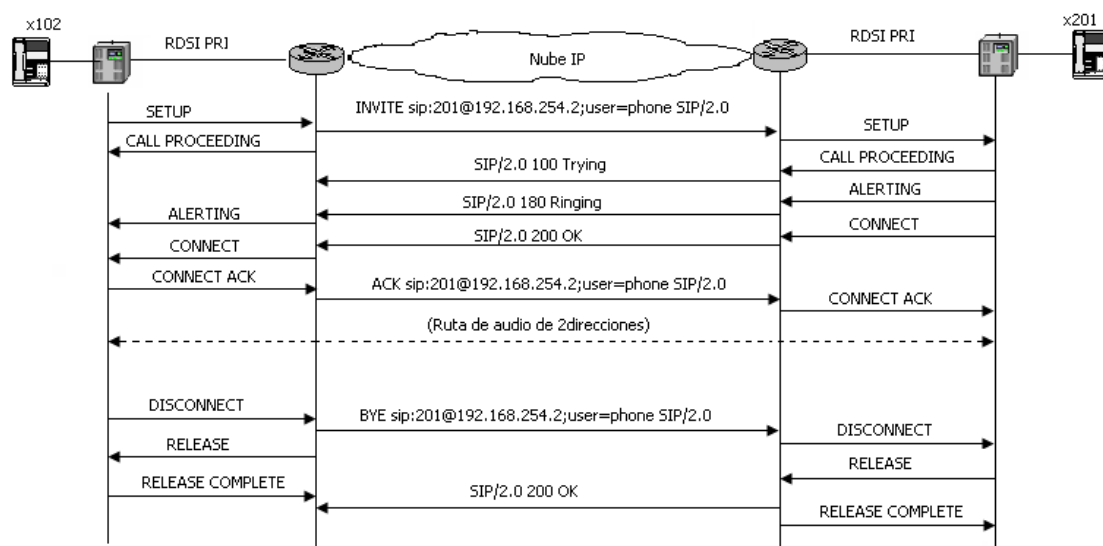 x102
x201
RDSI PRI
Nube IP
RDSI PRI
SETUP
INVITE sip:201@192.168.254.2;user=phone SIP/2.0
SETUP
CALL PROCEEDING
CALL PROCEEDING
SIP/2.0 100 Trying
ALERTING
SIP/2.0 180 Ringing
ALERTING
CONNECT
SIP/2.0 200 OK
CONNECT
CONNECT ACK
ACK sip:201@192.168.254.2;user=phone SIP/2.0
CONNECT ACK
(Ruta de audio de 2direcciones)
DISCONNECT
BYE sip:201@192.168.254.2;user=phone SIP/2.0
DISCONNECT
RELEASE
RELEASE
RELEASE COMPLETE
SIP/2.0 200 OK
RELEASE COMPLETE